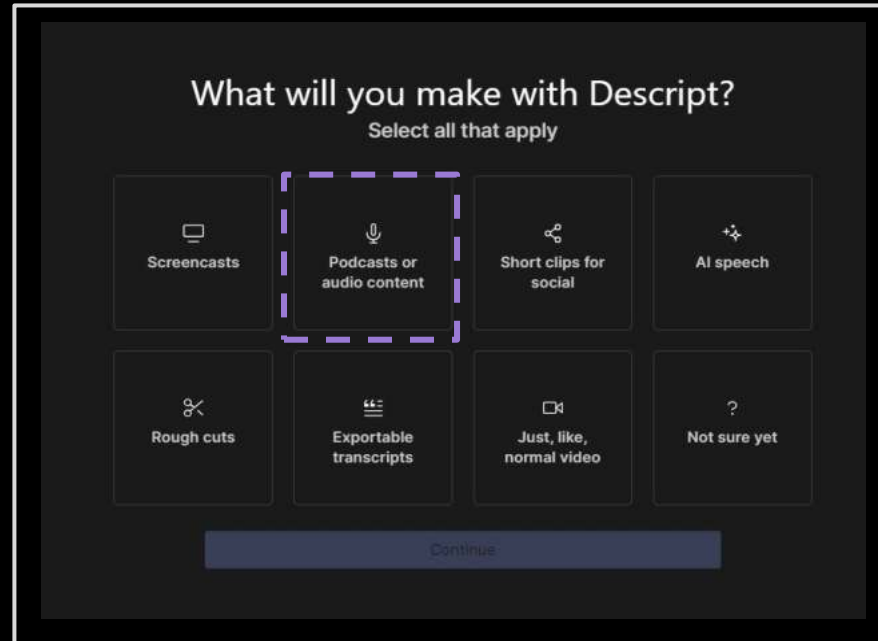 What will you make with Descript?
Select all that apply
Screencasts
Podcasts or
audio content
Short clips for
social
AI speech
Rough cuts
Exportable
transcripts
Just, like,
normal video
?
Not sure yet
Continue